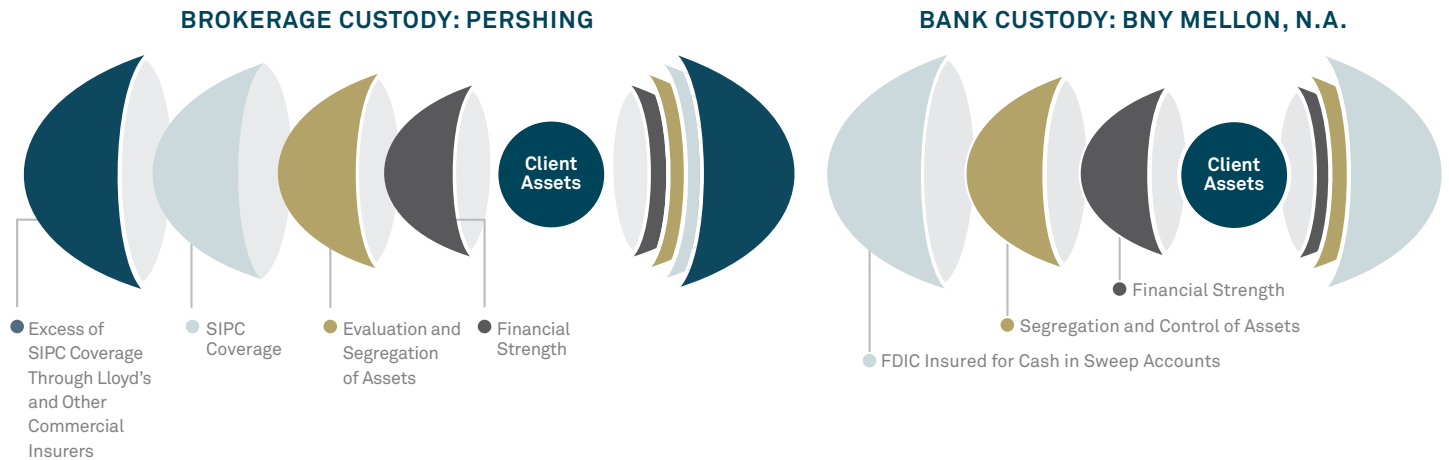 BROKERAGE CUSTODY: PERSHING
Client
Assets
Excess of
SIPC Coverage
Through Lloyd’s
and Other
Commercial
Insurers
SIPC
Coverage
Evaluation and
Segregation
of Assets
Financial
Strength
BANK CUSTODY: BNY MELLON, N.A.
Client
Assets
Financial Strength
Segregation and Control of Assets
FDIC Insured for Cash in Sweep Accounts